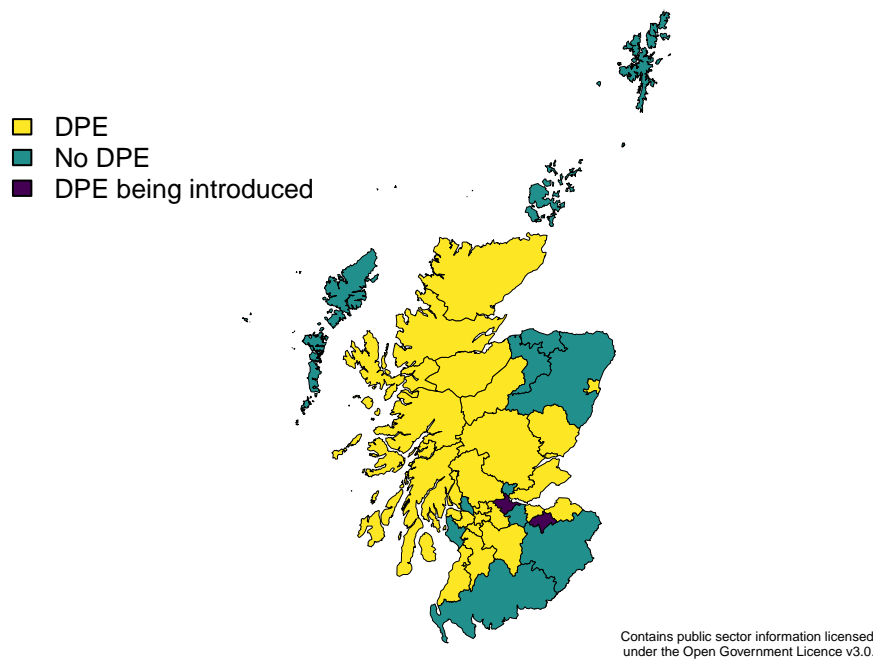 DPE
No DPE
DPE being introduced
Contains public sector information licensed
under the Open Government Licence v3.0.